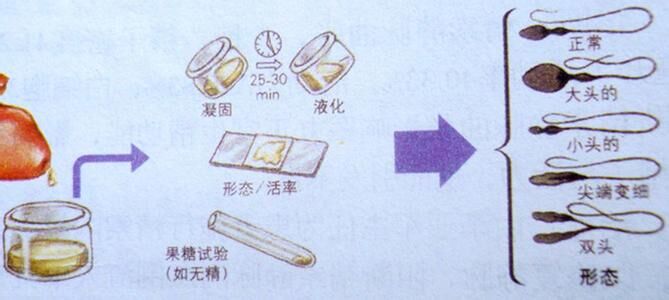 25-30
min
凝固
液化
形态/活率
果糖试验
(如无精)
正常
大头的
小头的
尖端变细
双头
形态